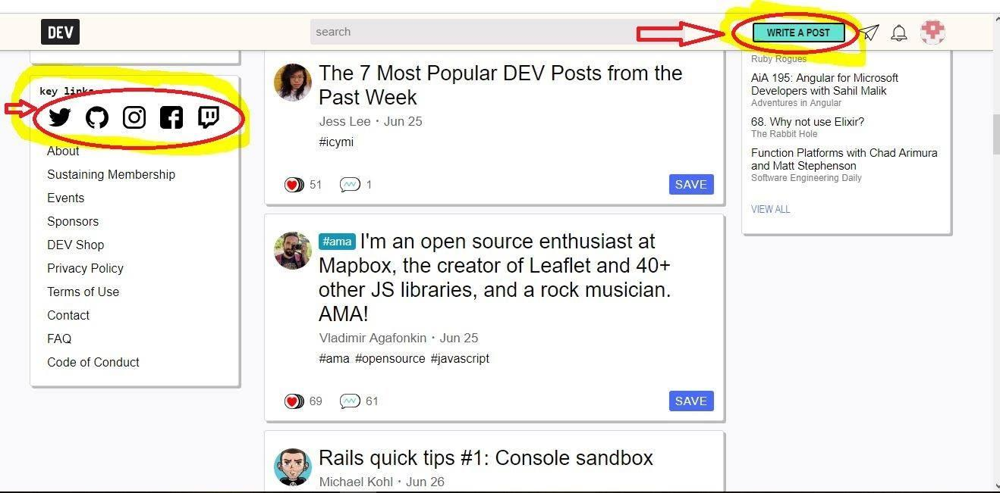 DEV
search
WRITE A POST
key links
About
Sustaining Membership
Events
Sponsors
DEV Shop
Privacy Policy
Terms of Use
Contact
FAQ
Code of Conduct
The 7 Most Popular DEV Posts from the
Past Week
Jess Lee・Jun 25
#icymi
51
1
SAVE
#ama I'm an open source enthusiast at
Mapbox, the creator of Leaflet and 40+
other JS libraries, and a rock musician.
AMA!
Vladimir Agafonkin・Jun 25
#ama #opensource #javascript
69
61
SAVE
Rails quick tips #1: Console sandbox
Michael Kohl・Jun 26
Ruby Rogues
AiA 195: Angular for Microsoft
Developers with Sahil Malik
Adventures in Angular
68. Why not use Elixir?
The Rabbit Hole
Function Platforms with Chad Arimura
and Matt Stephenson
Software Engineering Daily
VIEW ALL